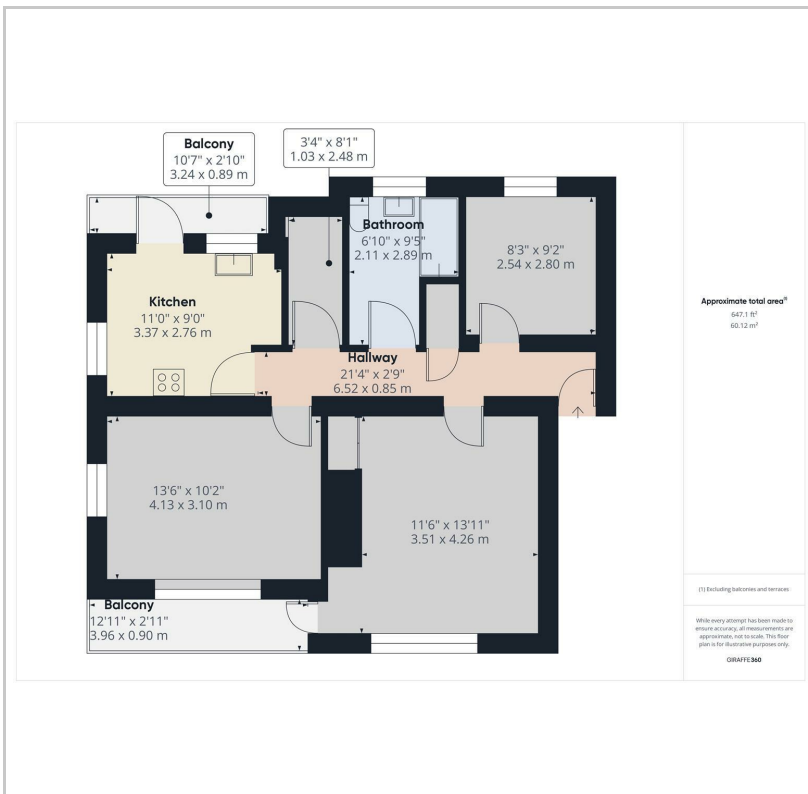 Balcony
10'7" x 2'10"
3.24 x 0.89 m
3'4" x 8'1"
1.03 x 2.48 m
Bathroom
6'10" x 9'5"
2.11 x 2.89 m
8'3" x 9'2"
2.54 x 2.80 m
Kitchen
11'0" x 9'0"
3.37 x 2.76 m
Hallway
21'4" x 2'9"
6.52 x 0.85 m
13'6" x 10'2"
4.13 x 3.10 m
11'6" x 13'11"
3.51 x 4.26 m
Balcony
12'11" x 2'11"
3.96 x 0.90 m
Approximate total area⁽¹⁾
647.1 ft²
60.12 m²
(1) Excluding balconies and terraces
While every attempt has been made to
ensure accuracy, all measurements are
approximate, not to scale. This floor
plan is for illustrative purposes only.
GIRAFFE360